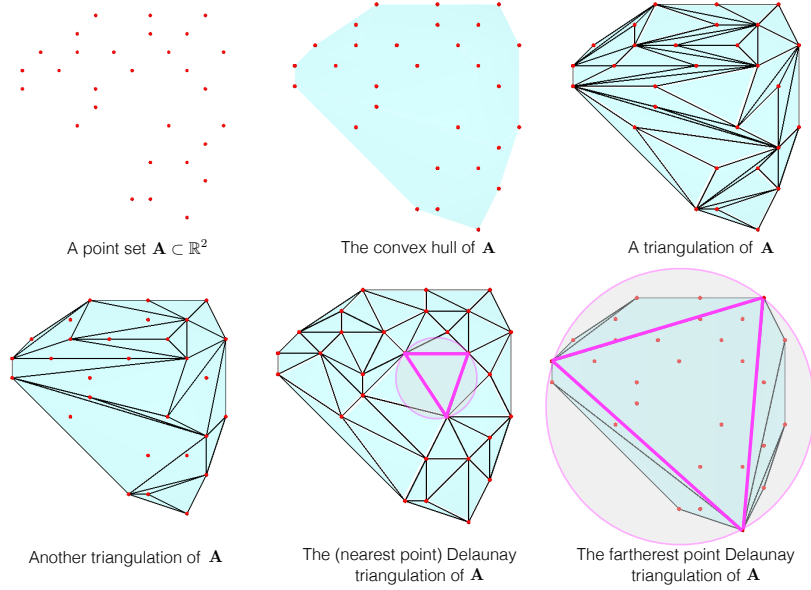 A point set A ⊂ ℝ²
The convex hull of A
A triangulation of A
Another triangulation of A
The (nearest point) Delaunay
triangulation of A
The fartherest point Delaunay
triangulation of A